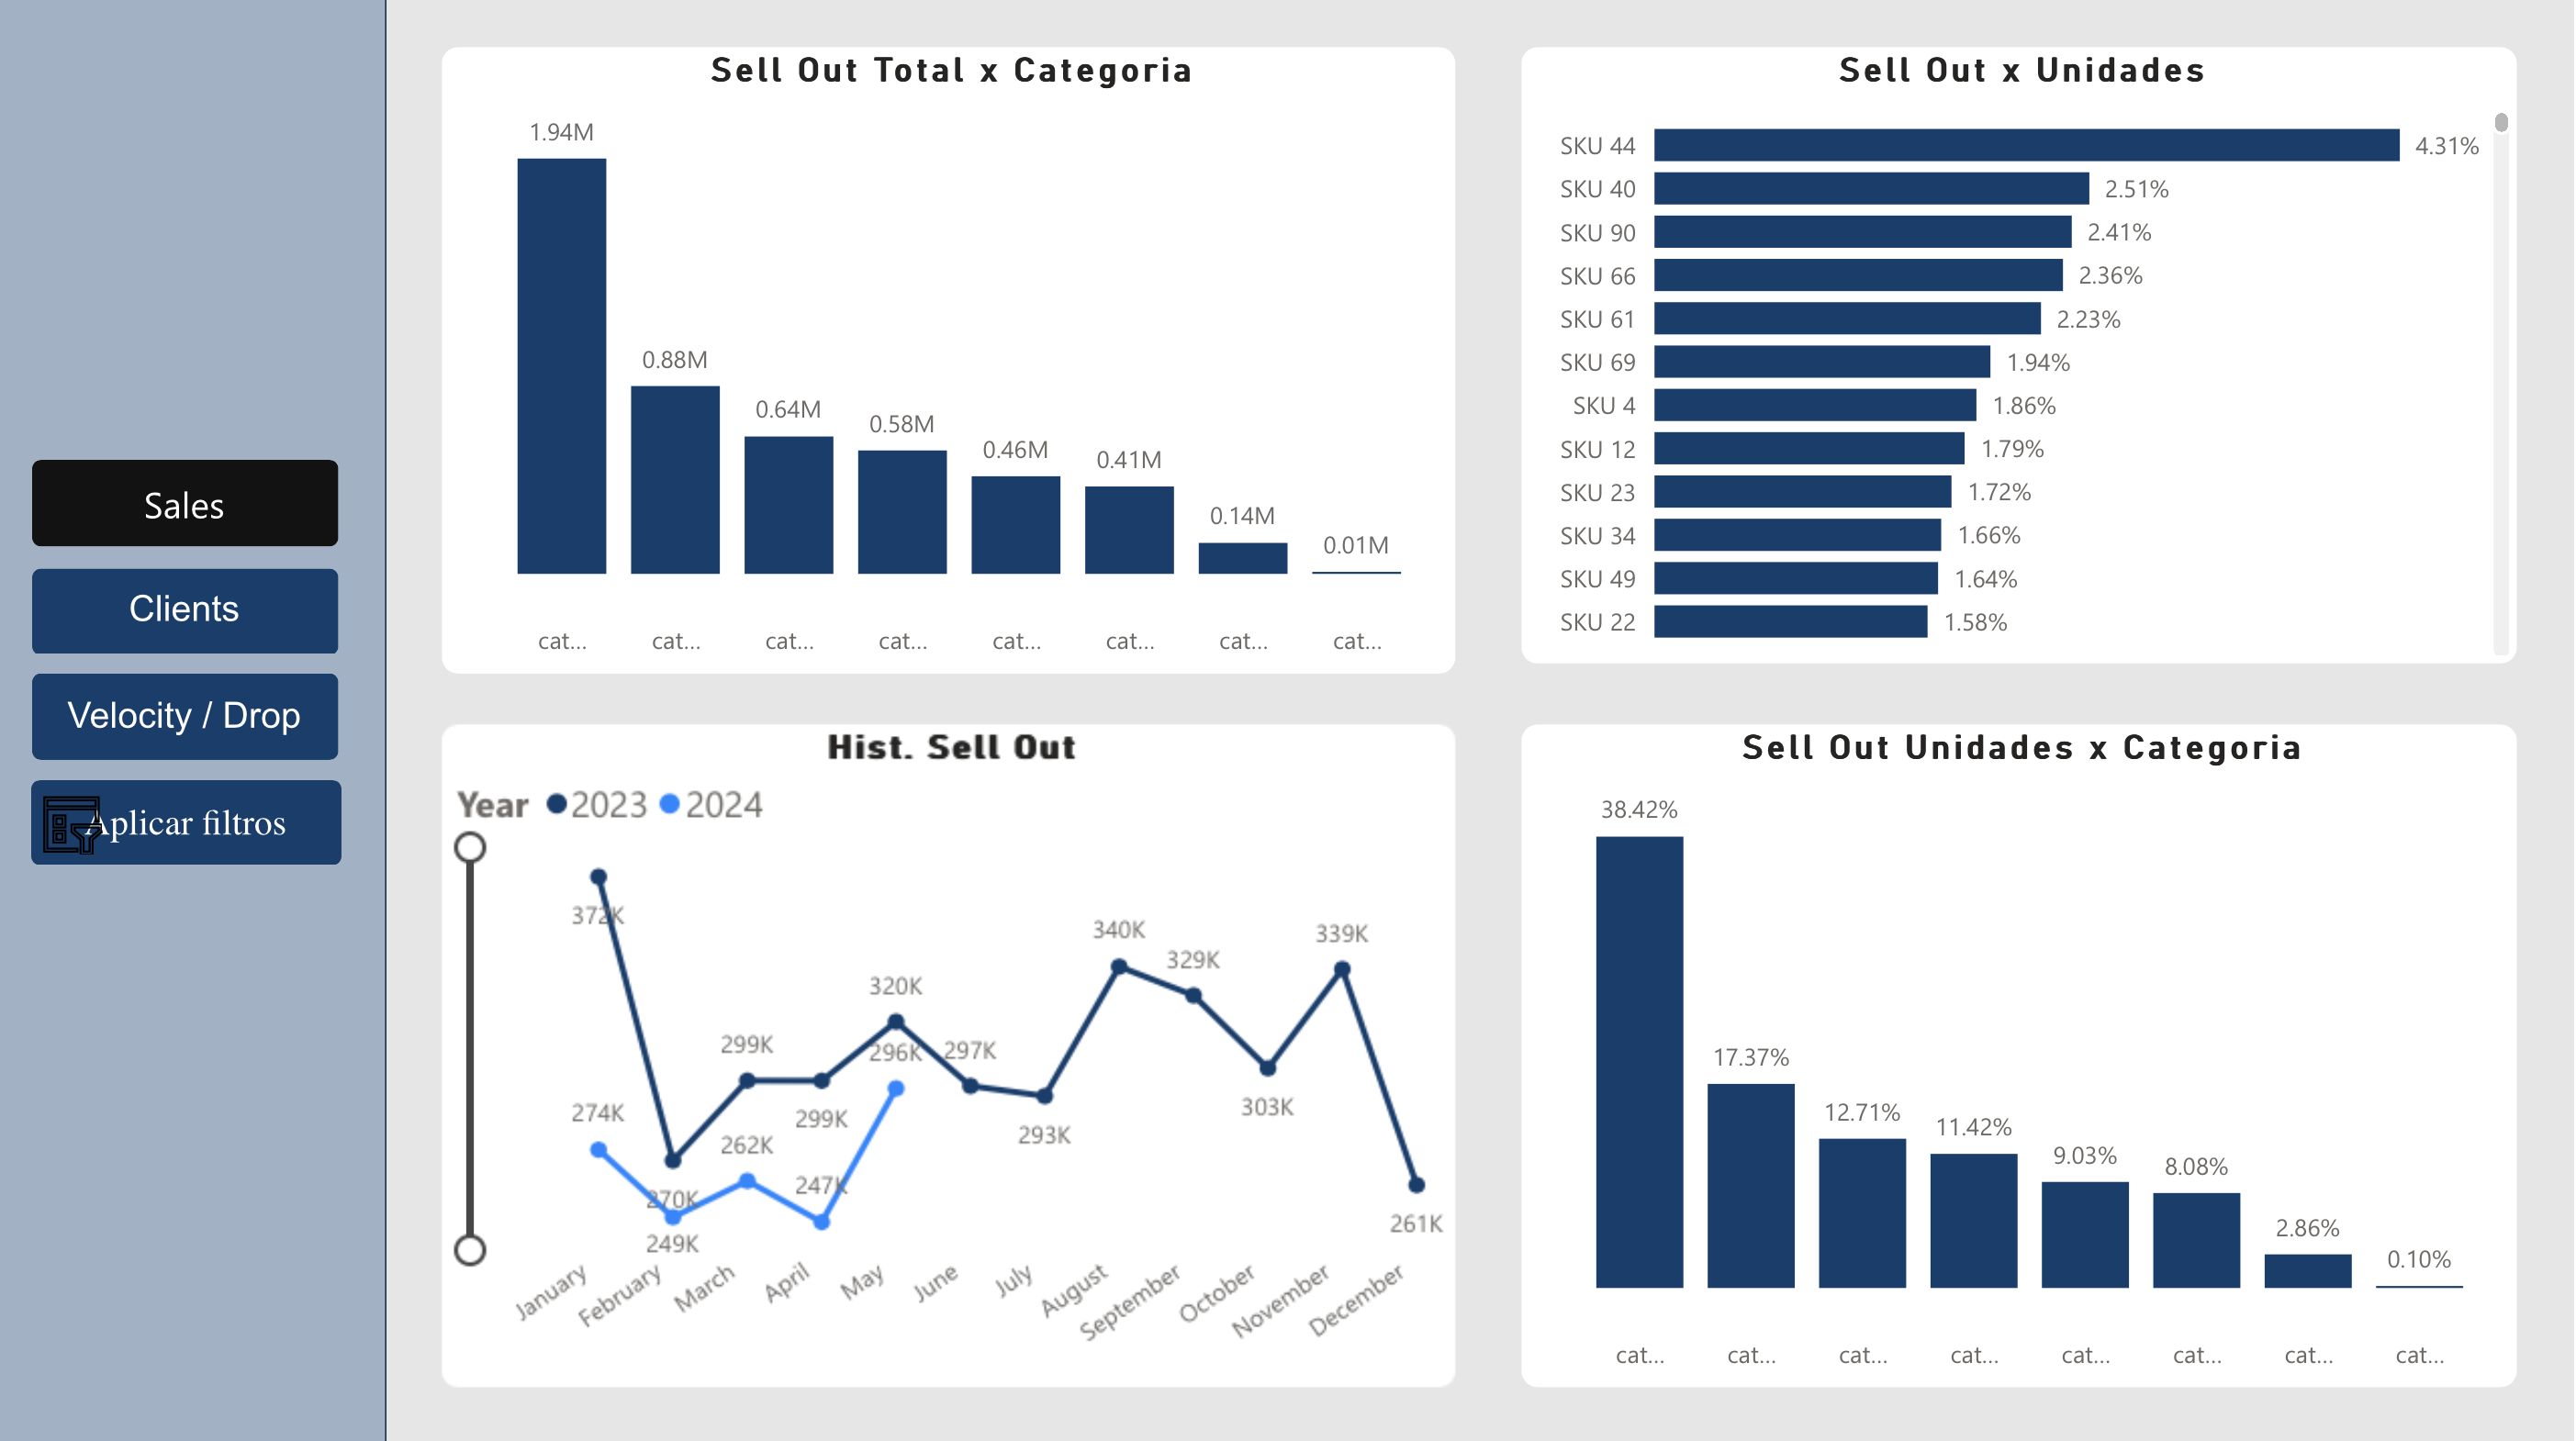 Sales
Clients
Velocity / Drop
Aplicar filtros
Sell Out Total x Categoria
1.94M
0.88M
0.64M
0.58M
0.46M
0.41M
0.14M
0.01M
cat... cat... cat... cat... cat... cat... cat... cat...
Sell Out x Unidades
SKU 44 4.31%
SKU 40 2.51%
SKU 90 2.41%
SKU 66 2.36%
SKU 61 2.23%
SKU 69 1.94%
SKU 4 1.86%
SKU 12 1.79%
SKU 23 1.72%
SKU 34 1.66%
SKU 49 1.64%
SKU 22 1.58%
Hist. Sell Out
Year 2023 2024
372K
270K
299K
299K
320K
297K
293K
340K
329K
303K
339K
261K
274K
249K
262K
247K
296K
January February March April May June July August September October November December
Sell Out Unidades x Categoria
38.42%
17.37%
12.71%
11.42%
9.03%
8.08%
2.86%
0.10%
cat... cat... cat... cat... cat... cat... cat... cat...